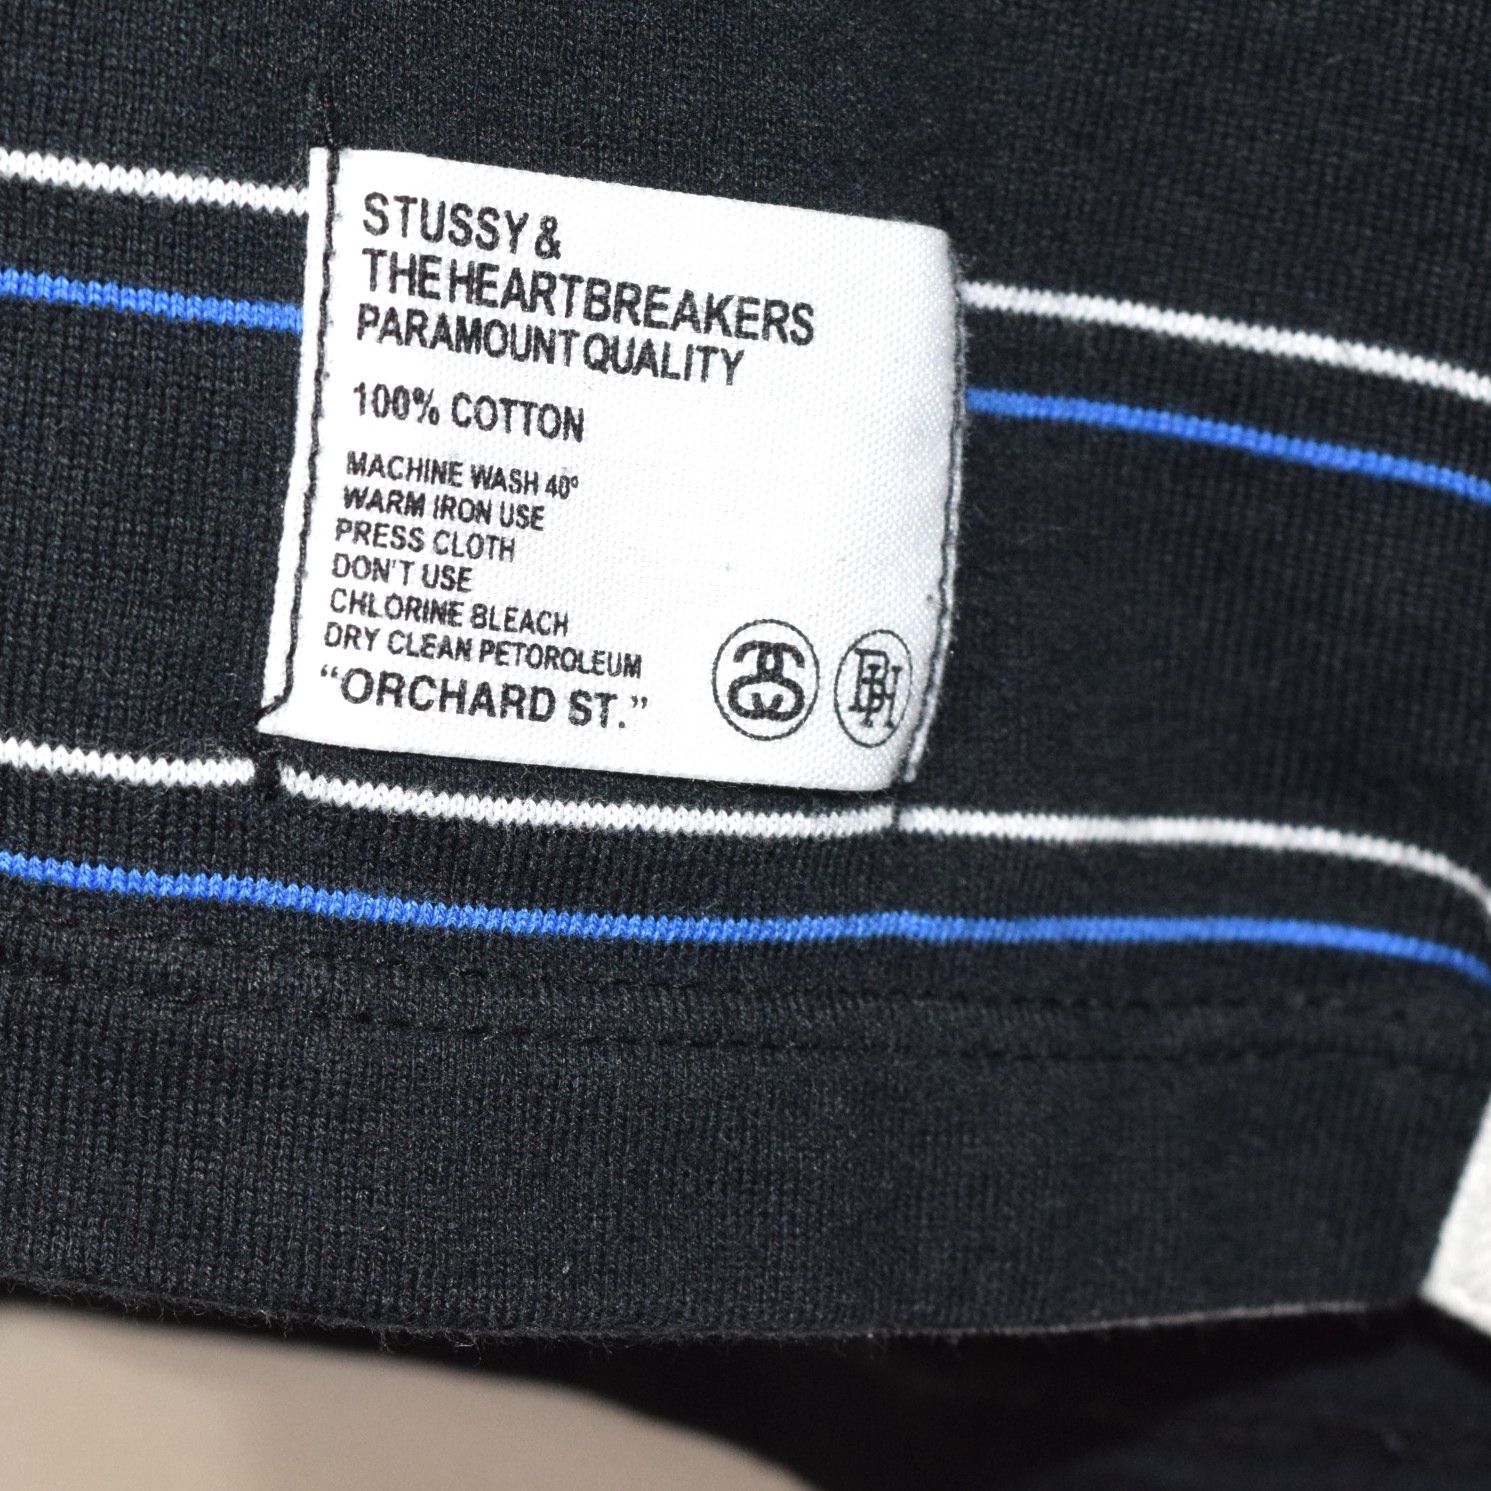 STUSSY &
THE HEARTBREAKERS
PARAMOUNT QUALITY
100% COTTON
MACHINE WASH 40°
WARM IRON USE
PRESS CLOTH
DON'T USE
CHLORINE BLEACH
DRY CLEAN PETOROLEUM
“ORCHARD ST.”